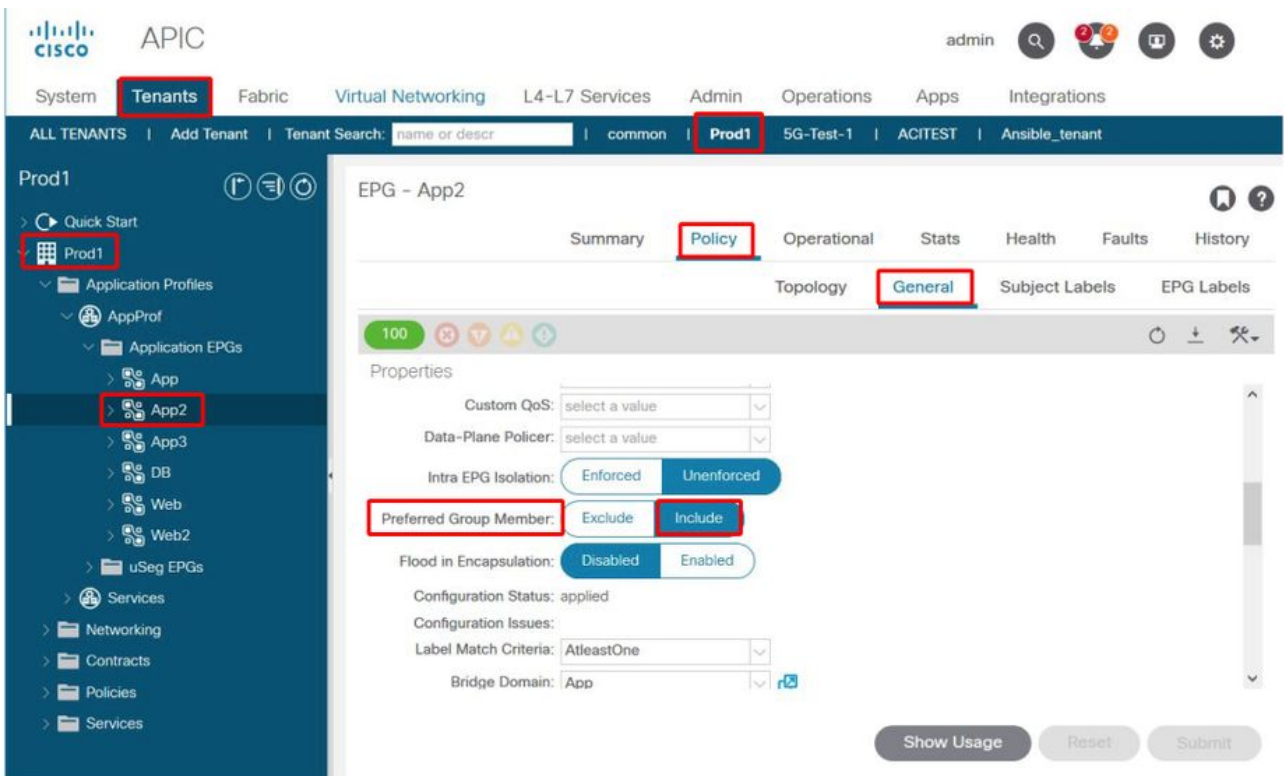 CISCO APIC admin 2 2
System Tenants Fabric Virtual Networking L4-L7 Services Admin Operations Apps Integrations
ALL TENANTS | Add Tenant | Tenant Search: name or descr | common | Prod1 5G-Test-1 | ACITEST | Ansible_tenant
Prod1
Quick Start
Prod1
Application Profiles
AppProf
Application EPGs
App
App2
App3
DB
Web
Web2
uSeg EPGs
Services
Networking
Contracts
Policies
Services
EPG - App2
Summary Policy Operational Stats Health Faults History
Topology General Subject Labels EPG Labels
100
Properties
Custom QoS: select a value
Data-Plane Policer: select a value
Intra EPG Isolation: Enforced Unenforced
Preferred Group Member: Exclude Include
Flood in Encapsulation: Disabled Enabled
Configuration Status: applied
Configuration Issues:
Label Match Criteria: AtleastOne
Bridge Domain: App
Show Usage Reset Submit